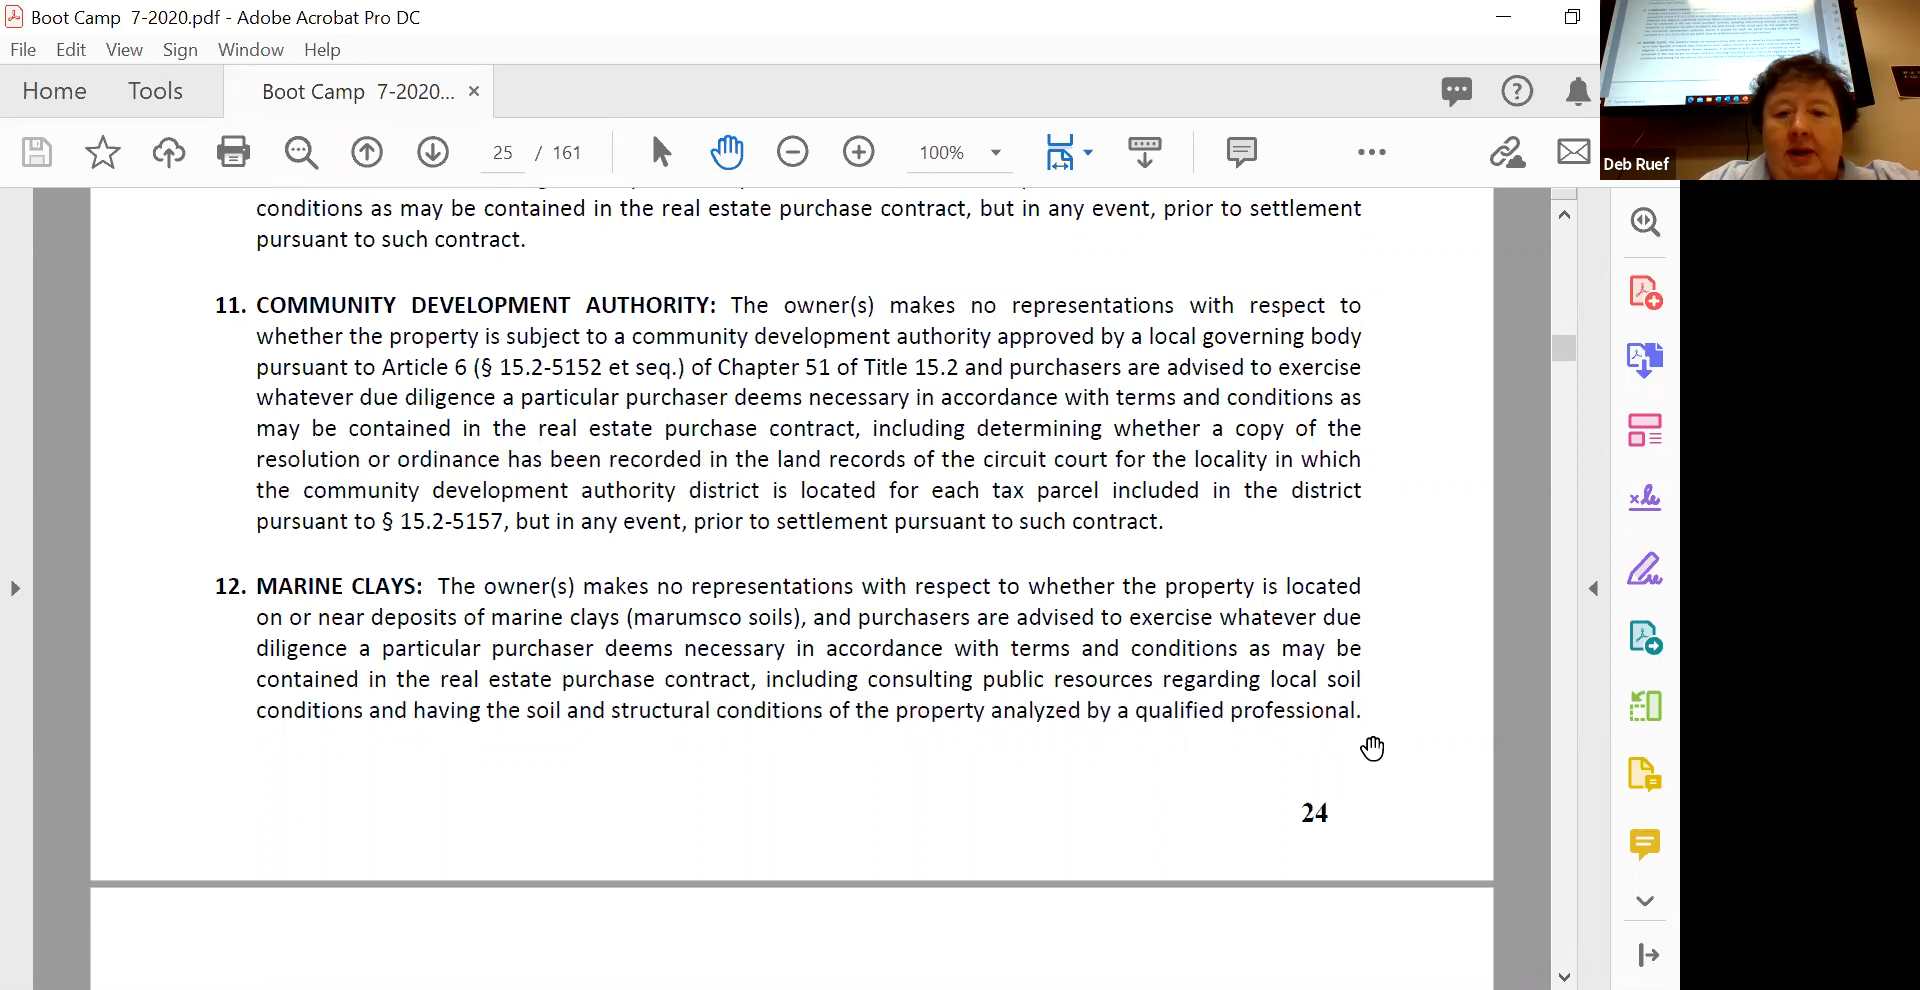 Boot Camp 7-2020.pdf - Adobe Acrobat Pro DC
File Edit View Sign Window Help
Home Tools Boot Camp 7-2020... ×
25 / 161 100%
Deb Ruef
conditions as may be contained in the real estate purchase contract, but in any event, prior to settlement
pursuant to such contract.
11. COMMUNITY DEVELOPMENT AUTHORITY: The owner(s) makes no representations with respect to
whether the property is subject to a community development authority approved by a local governing body
pursuant to Article 6 (§ 15.2-5152 et seq.) of Chapter 51 of Title 15.2 and purchasers are advised to exercise
whatever due diligence a particular purchaser deems necessary in accordance with terms and conditions as
may be contained in the real estate purchase contract, including determining whether a copy of the
resolution or ordinance has been recorded in the land records of the circuit court for the locality in which
the community development authority district is located for each tax parcel included in the district
pursuant to § 15.2-5157, but in any event, prior to settlement pursuant to such contract.
12. MARINE CLAYS: The owner(s) makes no representations with respect to whether the property is located
on or near deposits of marine clays (marumsco soils), and purchasers are advised to exercise whatever due
diligence a particular purchaser deems necessary in accordance with terms and conditions as may be
contained in the real estate purchase contract, including consulting public resources regarding local soil
conditions and having the soil and structural conditions of the property analyzed by a qualified professional.
24